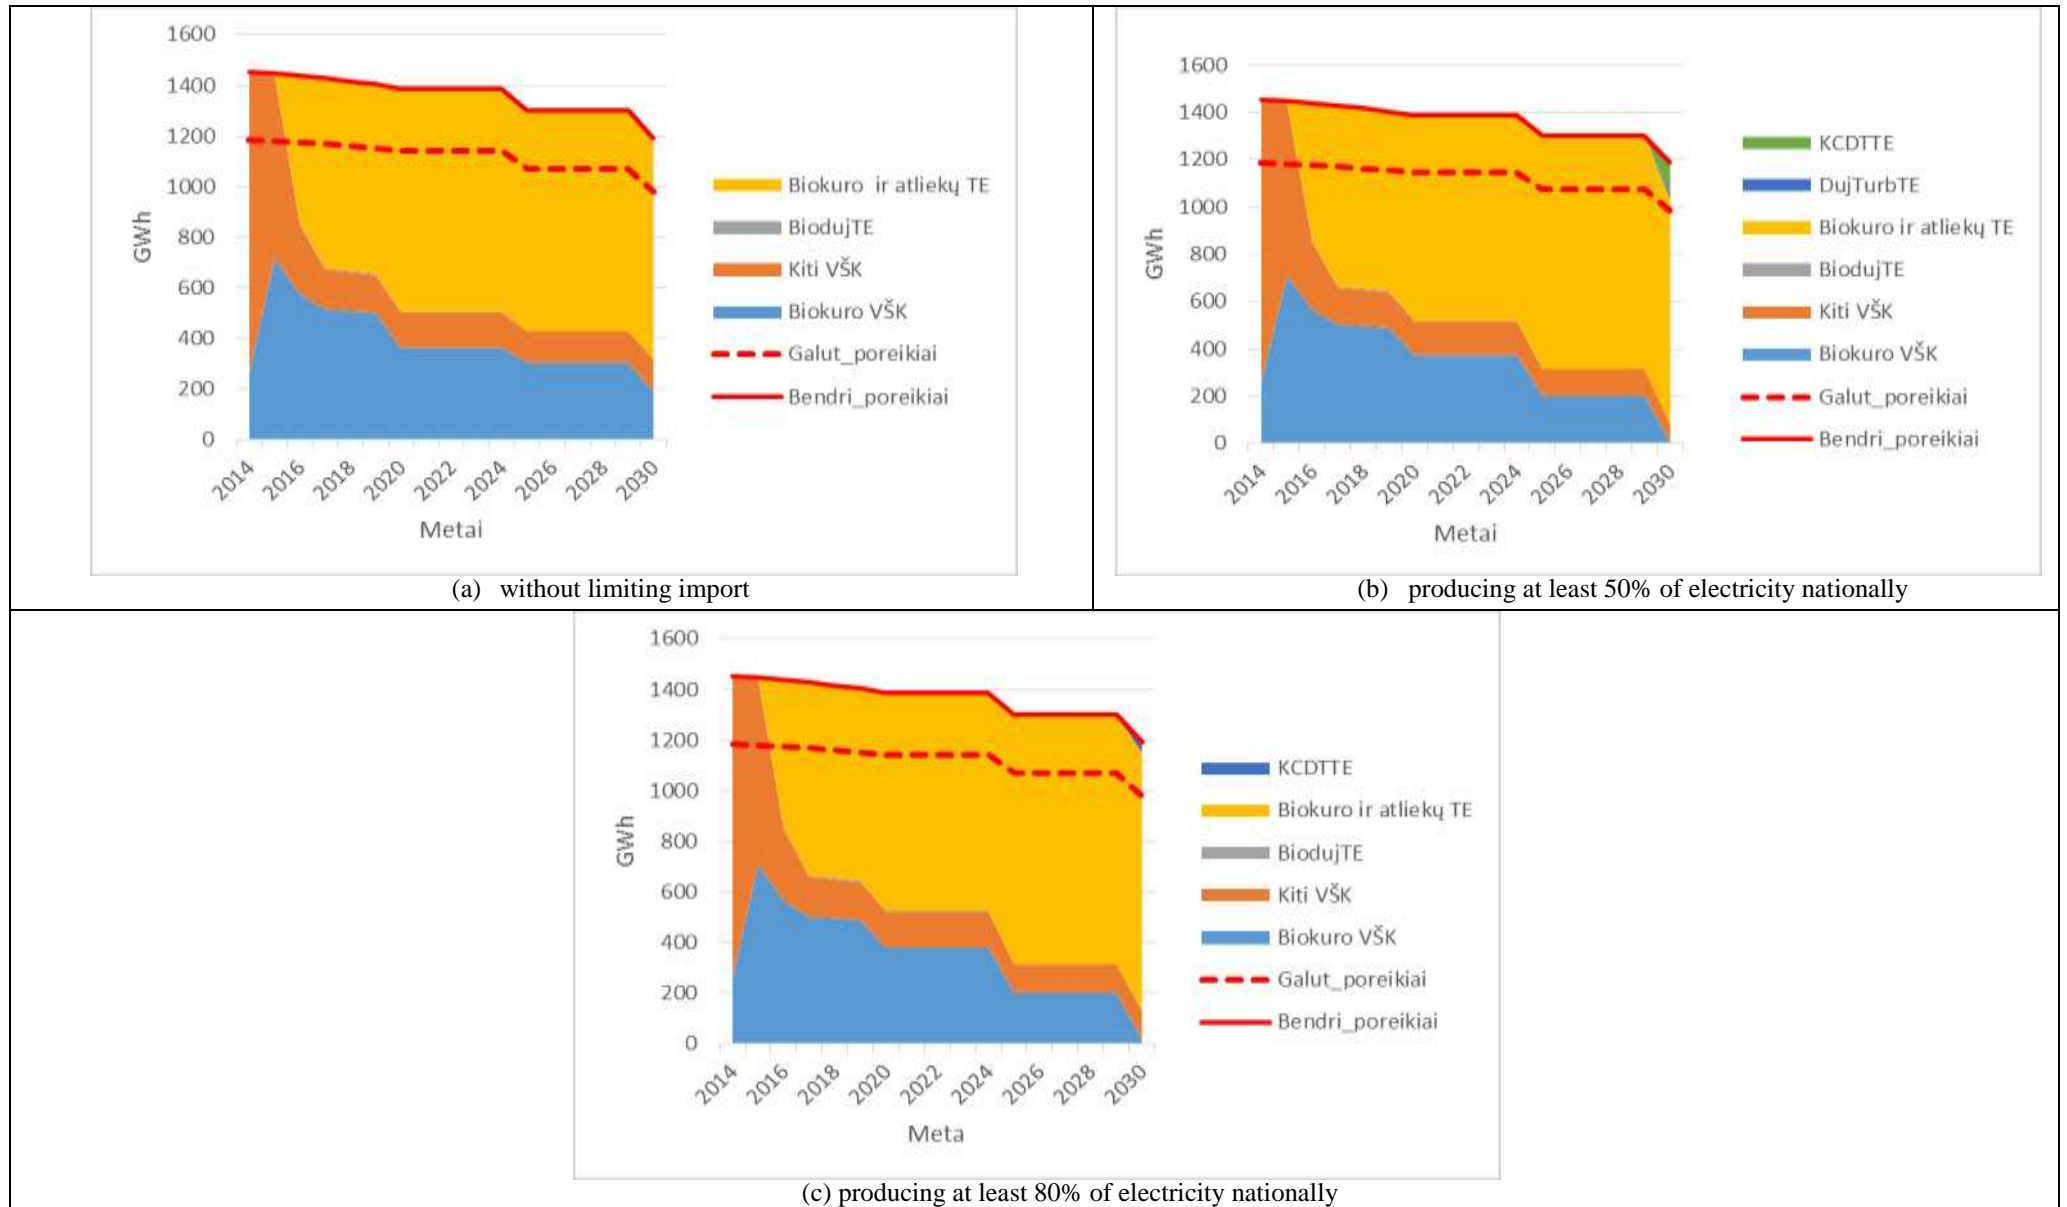 1600
1400
1200
1000
800
600
400
200
0
GWh
2014
2016
2018
2020
2022
2024
2026
2028
2030
Metai
Biokuro ir atliekų TE
BiodujTE
Kiti VŠK
Biokuro VŠK
Galut_poreikiai
Bendri_poreikiai
(a) without limiting import
1600
1400
1200
1000
800
600
400
200
0
GWh
2014
2016
2018
2020
2022
2024
2026
2028
2030
Metai
KCDTTE
DujTurbTE
Biokuro ir atliekų TE
BiodujTE
Kiti VŠK
Biokuro VŠK
Galut_poreikiai
Bendri_poreikiai
(b) producing at least 50% of electricity nationally
1600
1400
1200
1000
800
600
400
200
0
GWh
2014
2016
2018
2020
2022
2024
2026
2028
2030
Meta
KCDTTE
Biokuro ir atliekų TE
BiodujTE
Kiti VŠK
Biokuro VŠK
Galut_poreikiai
Bendri_poreikiai
(c) producing at least 80% of electricity nationally